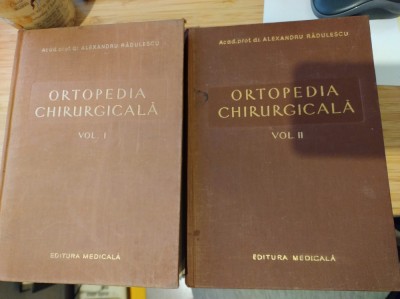 Acad. prof. dr. ALEXANDRU RĂDULESCU
ORTOPEDIA
CHIRURGICALĂ
VOL. I
EDITURA MEDICALĂ
Acad. prof. dr. ALEXANDRU RĂDULESCU
ORTOPEDIA
CHIRURGICALĂ
VOL. II
EDITURA MEDICALĂ